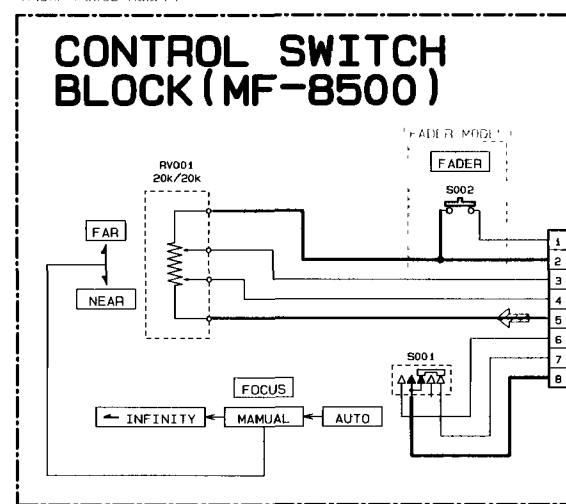 CONTROL SWITCH
BLOCK(MF-8500)
FADER MODEL
FADER
RV001
20k/20k
S002
FAR
NEAR
1
2
3
4
5
6
7
8
S001
FOCUS
INFINITY
MAMUAL
AUTO